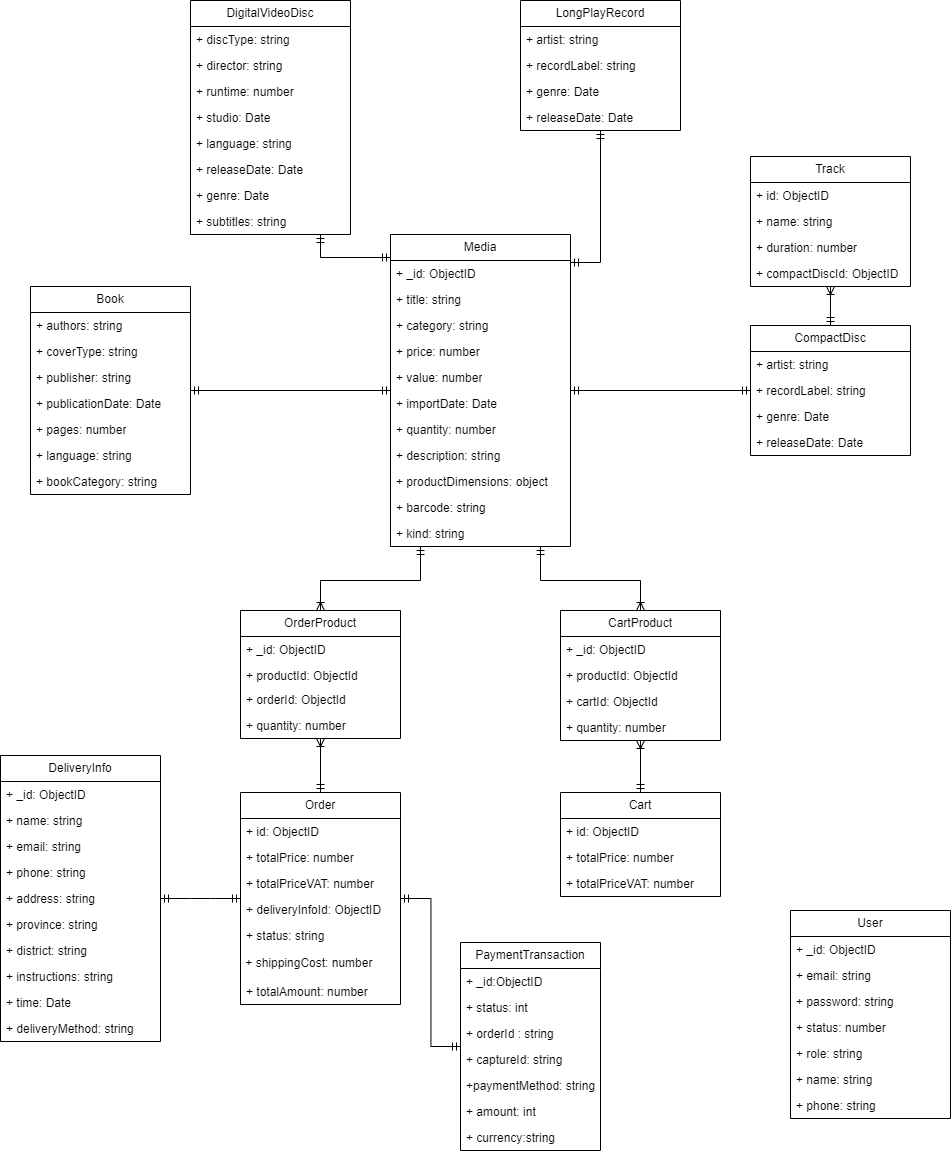 DigitalVideoDisc
+ discType: string
+ director: string
+ runtime: number
+ studio: Date
+ language: string
+ releaseDate: Date
+ genre: Date
+ subtitles: string
LongPlayRecord
+ artist: string
+ recordLabel: string
+ genre: Date
+ releaseDate: Date
Track
+ id: ObjectID
+ name: string
+ duration: number
+ compactDiscId: ObjectID
Media
+ _id: ObjectID
+ title: string
+ category: string
+ price: number
+ value: number
+ importDate: Date
+ quantity: number
+ description: string
+ productDimensions: object
+ barcode: string
+ kind: string
Book
+ authors: string
+ coverType: string
+ publisher: string
+ publicationDate: Date
+ pages: number
+ language: string
+ bookCategory: string
CompactDisc
+ artist: string
+ recordLabel: string
+ genre: Date
+ releaseDate: Date
OrderProduct
+ _id: ObjectID
+ productId: ObjectId
+ orderId: ObjectId
+ quantity: number
CartProduct
+ _id: ObjectID
+ productId: ObjectId
+ cartId: ObjectId
+ quantity: number
DeliveryInfo
+ _id: ObjectID
+ name: string
+ email: string
+ phone: string
+ address: string
+ province: string
+ district: string
+ instructions: string
+ time: Date
+ deliveryMethod: string
Order
+ id: ObjectID
+ totalPrice: number
+ totalPriceVAT: number
+ deliveryInfoId: ObjectID
+ status: string
+ shippingCost: number
+ totalAmount: number
Cart
+ id: ObjectID
+ totalPrice: number
+ totalPriceVAT: number
PaymentTransaction
+ _id:ObjectID
+ status: int
+ orderId : string
+ captureId: string
+paymentMethod: string
+ amount: int
+ currency:string
User
+ _id: ObjectID
+ email: string
+ password: string
+ status: number
+ role: string
+ name: string
+ phone: string